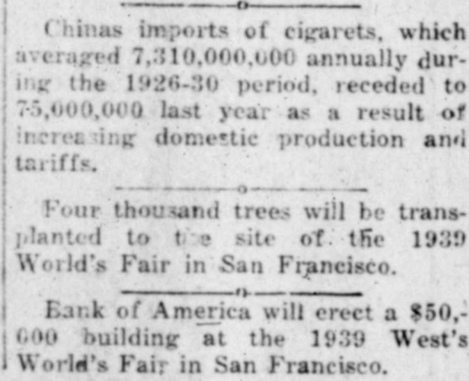 Chinas imports of cigarets, which
averaged 7,310,000,000 annually dur-
ing the 1926-30 period, receded to
75,000,000 last year as a result of
increasing domestic production and
tariffs.
Four thousand trees will be trans-
planted to the site of the 1939
World's Fair in San Francisco.
Bank of America will erect a $50,-
000 building at the 1939 West's
World's Fair in San Francisco.